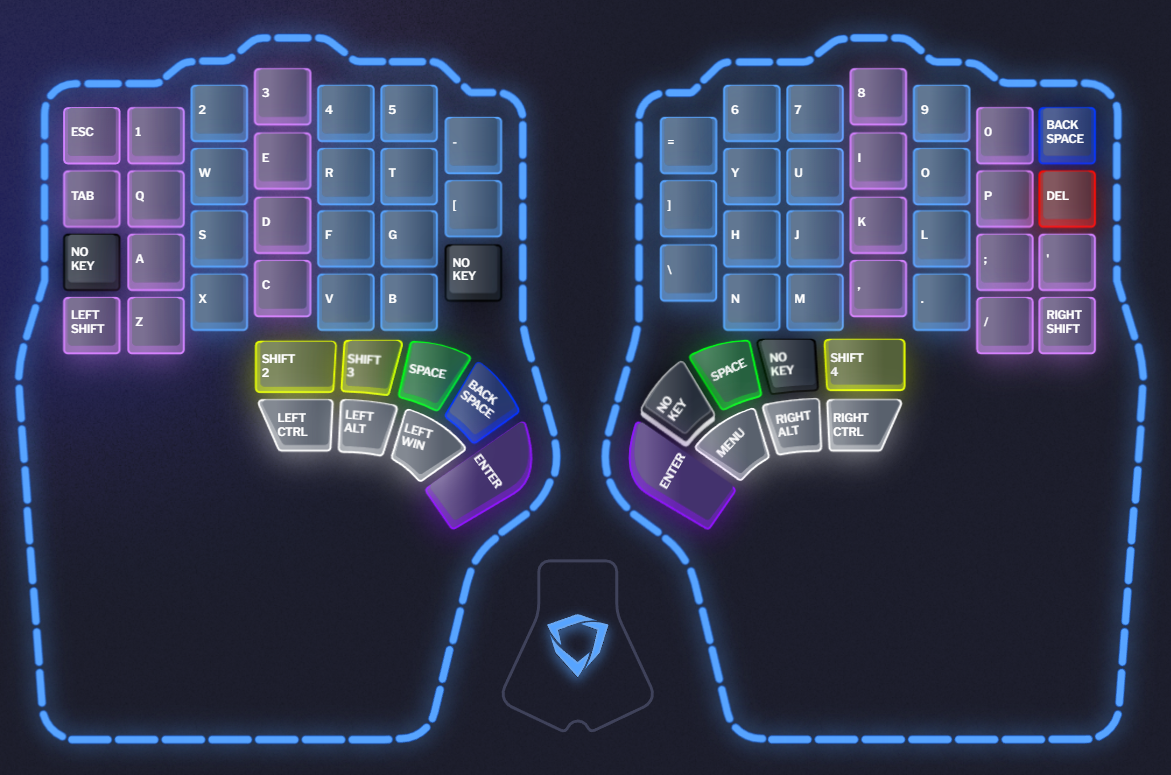 3
8
2
4
5
6
7
9
ESC
1
-
=
0
BACK
SPACE
E
I
W
R
T
Y
U
O
TAB
Q
[
]
P
DEL
D
K
S
F
G
H
J
L
NO
KEY
A
NO
KEY
\
;
'
C
,
X
V
B
N
M
.
LEFT
SHIFT
Z
/
RIGHT
SHIFT
SHIFT
2
SHIFT
3
SPACE
BACK
SPACE
NO
KEY
SPACE
NO
KEY
SHIFT
4
LEFT
CTRL
LEFT
ALT
LEFT
WIN
ENTER
ENTER
MENU
RIGHT
ALT
RIGHT
CTRL